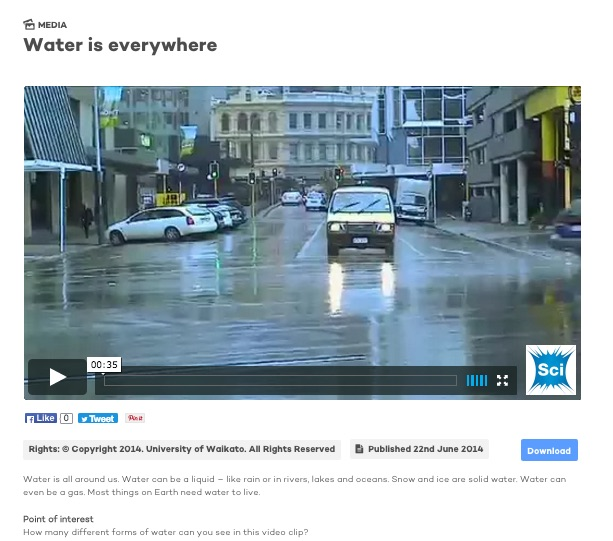 MEDIA
Water is everywhere
00:35
Sci
Like 0 Tweet Pin it
Rights: © Copyright 2014. University of Waikato. All Rights Reserved Published 22nd June 2014 Download
Water is all around us. Water can be a liquid – like rain or in rivers, lakes and oceans. Snow and ice are solid water. Water can
even be a gas. Most things on Earth need water to live.
Point of interest
How many different forms of water can you see in this video clip?